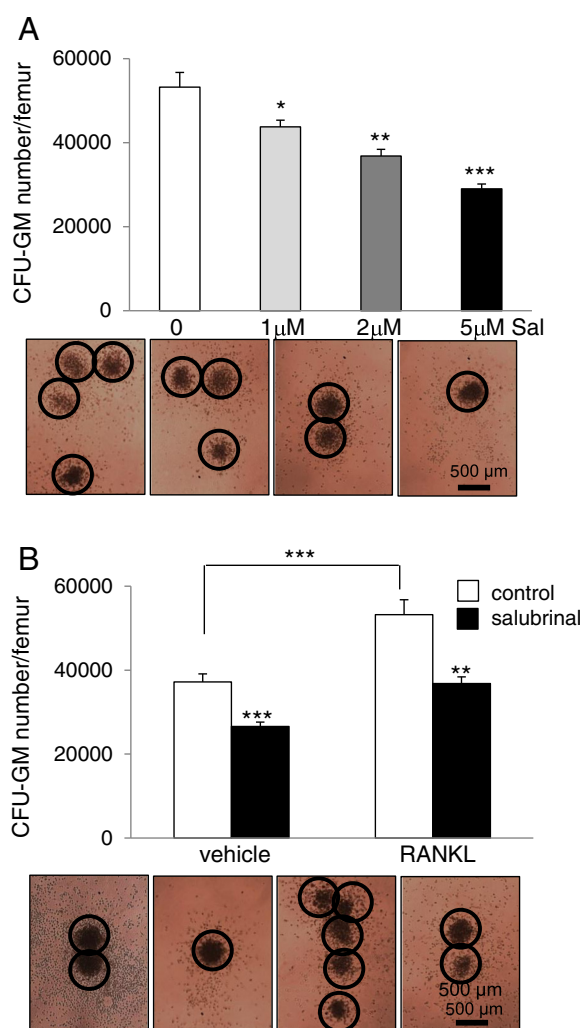 A
60000
40000
20000
0
CFU-GM number/femur
*
**
***
0 1μM 2μM 5μM Sal
500 μm
B
***
60000
40000
20000
0
CFU-GM number/femur
control
salubrinal
***
**
vehicle RANKL
500 μm
500 μm